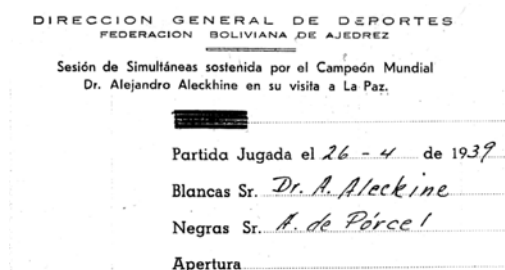 DIRECCION GENERAL DE DEPORTES
FEDERACION BOLIVIANA DE AJEDREZ
Sesión de Simultáneas sostenida por el Campeón Mundial
Dr. Alejandro Aleckhine en su visita a La Paz.
Partida Jugada el 26 - 4 de 1939
Blancas Sr. Dr. A. Aleckine
Negras Sr. A. de Pórcel
Apertura